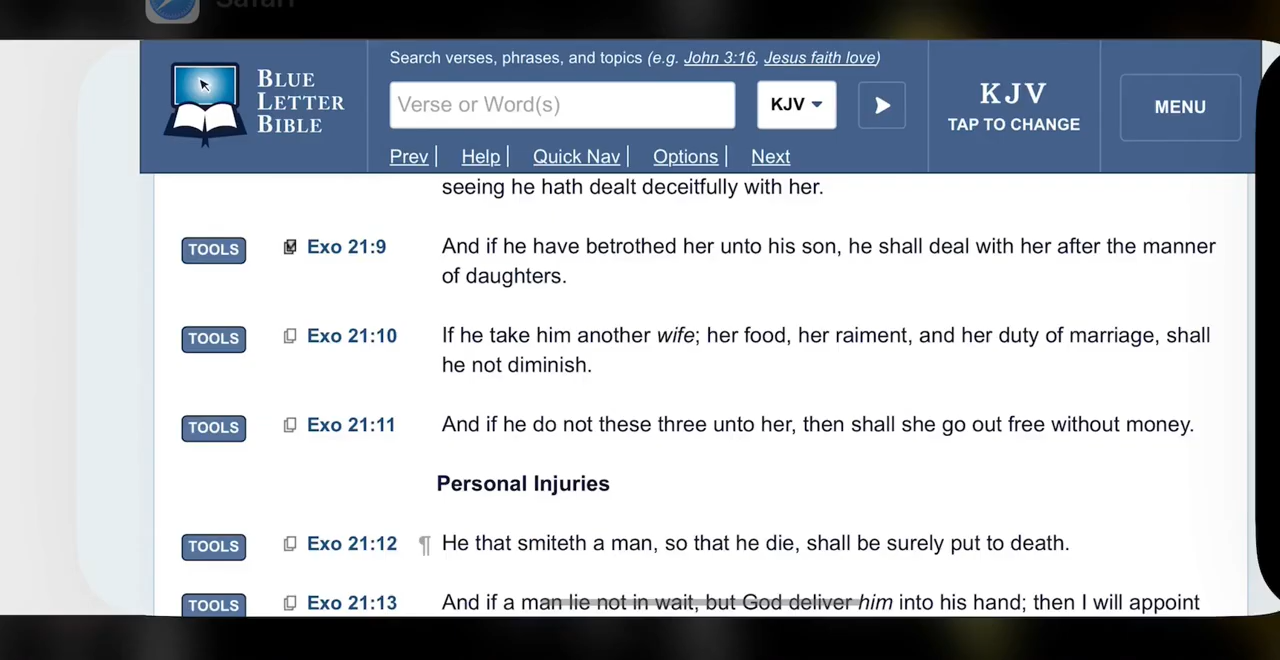 Safari
BLUE
LETTER
BIBLE
Search verses, phrases, and topics (e.g. John 3:16, Jesus faith love)
Verse or Word(s)
KJV
Prev | Help | Quick Nav | Options | Next
KJV
TAP TO CHANGE
MENU
seeing he hath dealt deceitfully with her.
TOOLS Exo 21:9 And if he have betrothed her unto his son, he shall deal with her after the manner
of daughters.
TOOLS Exo 21:10 If he take him another wife; her food, her raiment, and her duty of marriage, shall
he not diminish.
TOOLS Exo 21:11 And if he do not these three unto her, then shall she go out free without money.
Personal Injuries
TOOLS Exo 21:12 ¶ He that smiteth a man, so that he die, shall be surely put to death.
TOOLS Exo 21:13 And if a man lie not in wait, but God deliver him into his hand; then I will appoint